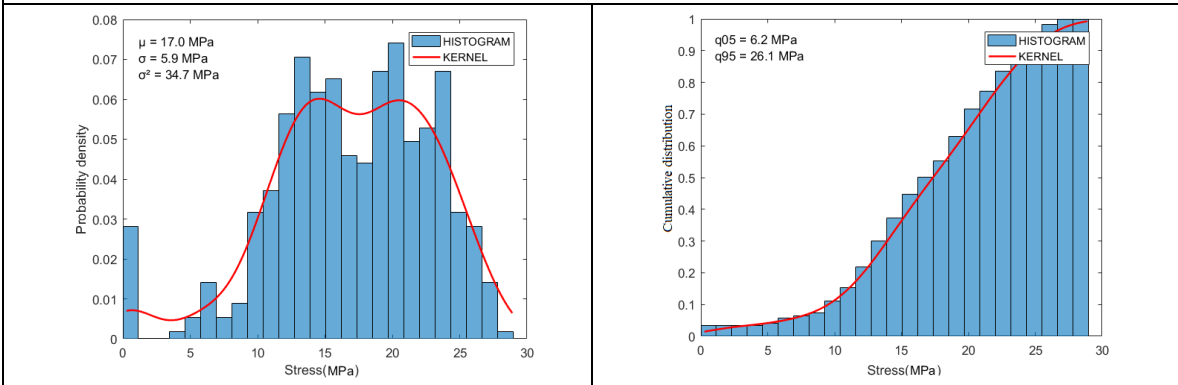 0.08
0.07
0.06
0.05
0.04
0.03
0.02
0.01
0
Probability density
μ = 17.0 MPa
σ = 5.9 MPa
σ² = 34.7 MPa
HISTOGRAM
KERNEL
0 5 10 15 20 25 30
Stress(MPa)
1
0.9
0.8
0.7
0.6
0.5
0.4
0.3
0.2
0.1
0
Cumulative distribution
q05 = 6.2 MPa
q95 = 26.1 MPa
HISTOGRAM
KERNEL
0 5 10 15 20 25 30
Stress(MPa)